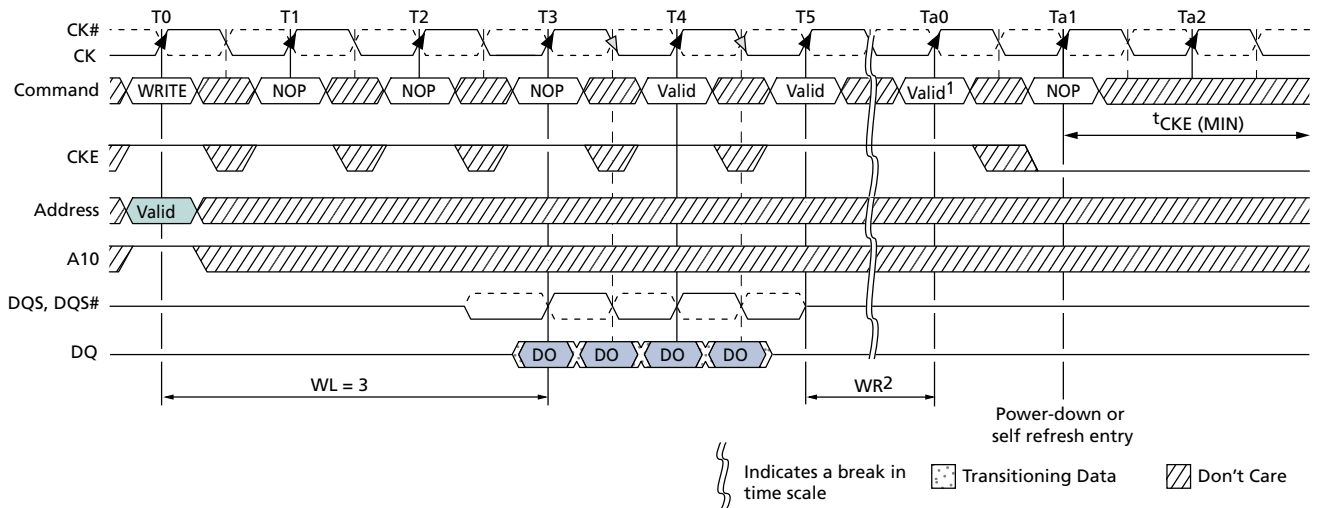 T0 T1 T2 T3 T4 T5 Ta0 Ta1 Ta2
CK#
CK
Command WRITE NOP NOP NOP Valid Valid Valid1 NOP
tCKE (MIN)
CKE
Address Valid
A10
DQS, DQS#
DQ DO DO DO DO
WL = 3 WR2
Power-down or
self refresh entry
Indicates a break in
time scale
Transitioning Data
Don't Care